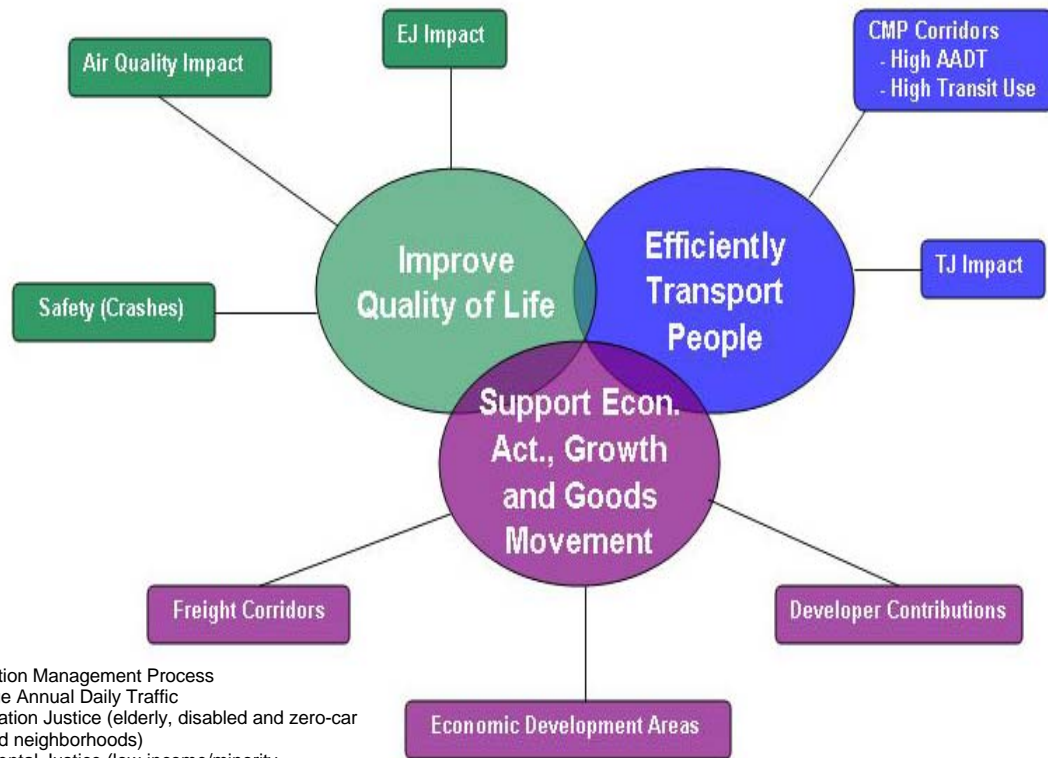 EJ Impact
CMP Corridors
- High AADT
- High Transit Use
Air Quality Impact
Improve
Quality of Life
Efficiently
Transport
People
TJ Impact
Safety (Crashes)
Support Econ.
Act., Growth
and Goods
Movement
Freight Corridors
Developer Contributions
Economic Development Areas
tion Management Process
e Annual Daily Traffic
ation Justice (elderly, disabled and zero-car
d neighborhoods)